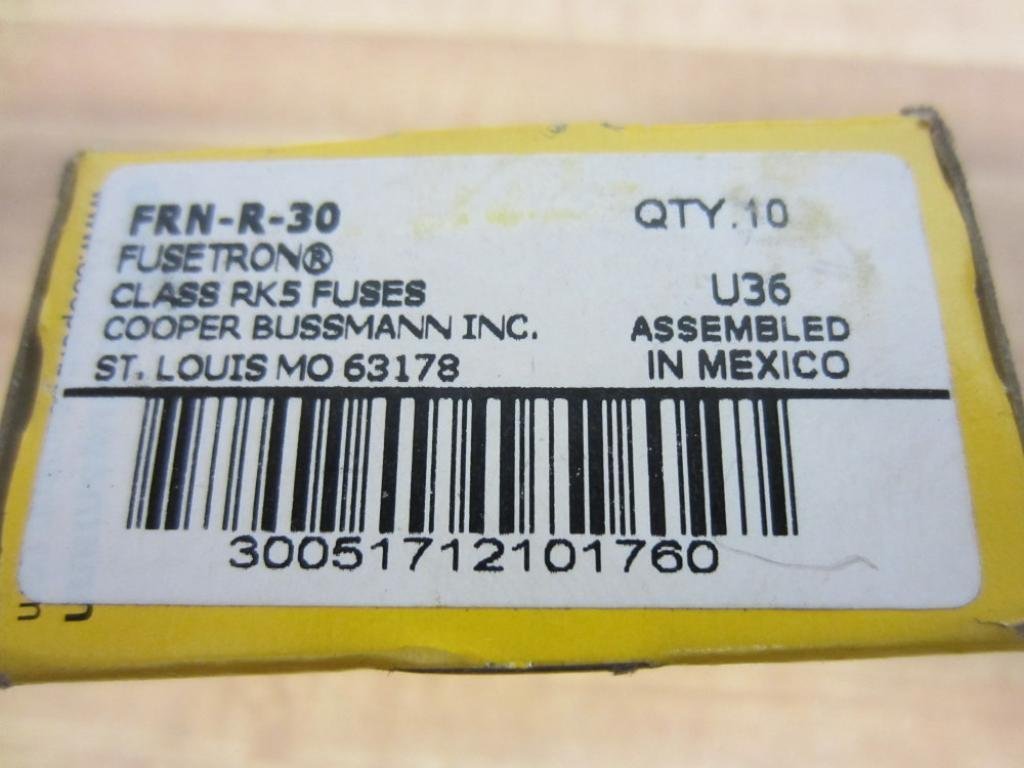 FRN-R-30
QTY.10
FUSETRON®
CLASS RK5 FUSES
U36
COOPER BUSSMANN INC.
ASSEMBLED
ST. LOUIS MO 63178
IN MEXICO
30051712101760